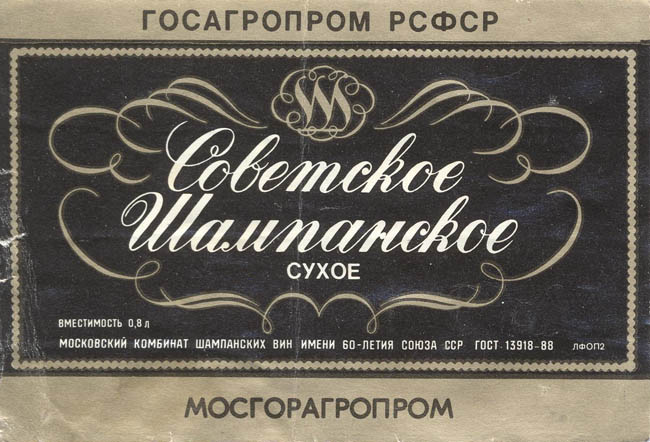 ГОСАГРОПРОМ РСФСР
Советское
Шампанское
СУХОЕ
ВМЕСТИМОСТЬ 0,8 л
МОСКОВСКИЙ КОМБИНАТ ШАМПАНСКИХ ВИН ИМЕНИ 60-ЛЕТИЯ СОЮЗА ССР ГОСТ 13918-88 ЛФОП2
МОСГОРАГРОПРОМ